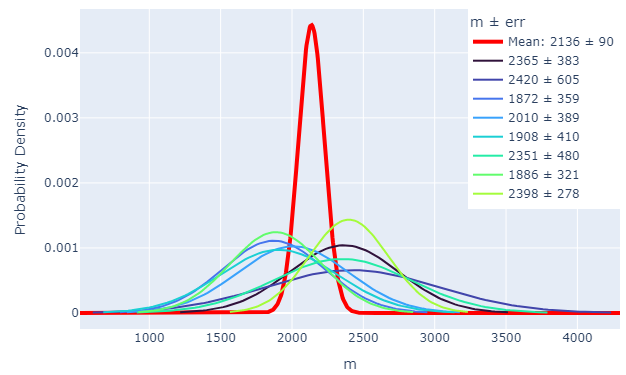 m ± err
Mean: 2136 ± 90
2365 ± 383
2420 ± 605
1872 ± 359
2010 ± 389
1908 ± 410
2351 ± 480
1886 ± 321
2398 ± 278
Probability Density
0.004
0.003
0.002
0.001
0
1000 1500 2000 2500 3000 3500 4000
m